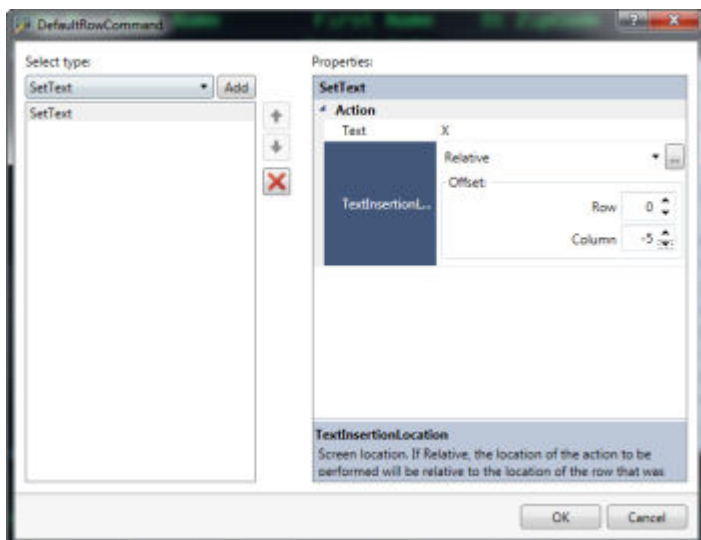 DefaultRowCommand
Select type:
SetText
Add
SetText
Properties:
SetText
Action
Text X
TextInsertionL...
Relative
...
Offset:
Row 0
Column -5
TextInsertionLocation
Screen location. If Relative, the location of the action to be
performed will be relative to the location of the row that was
OK
Cancel